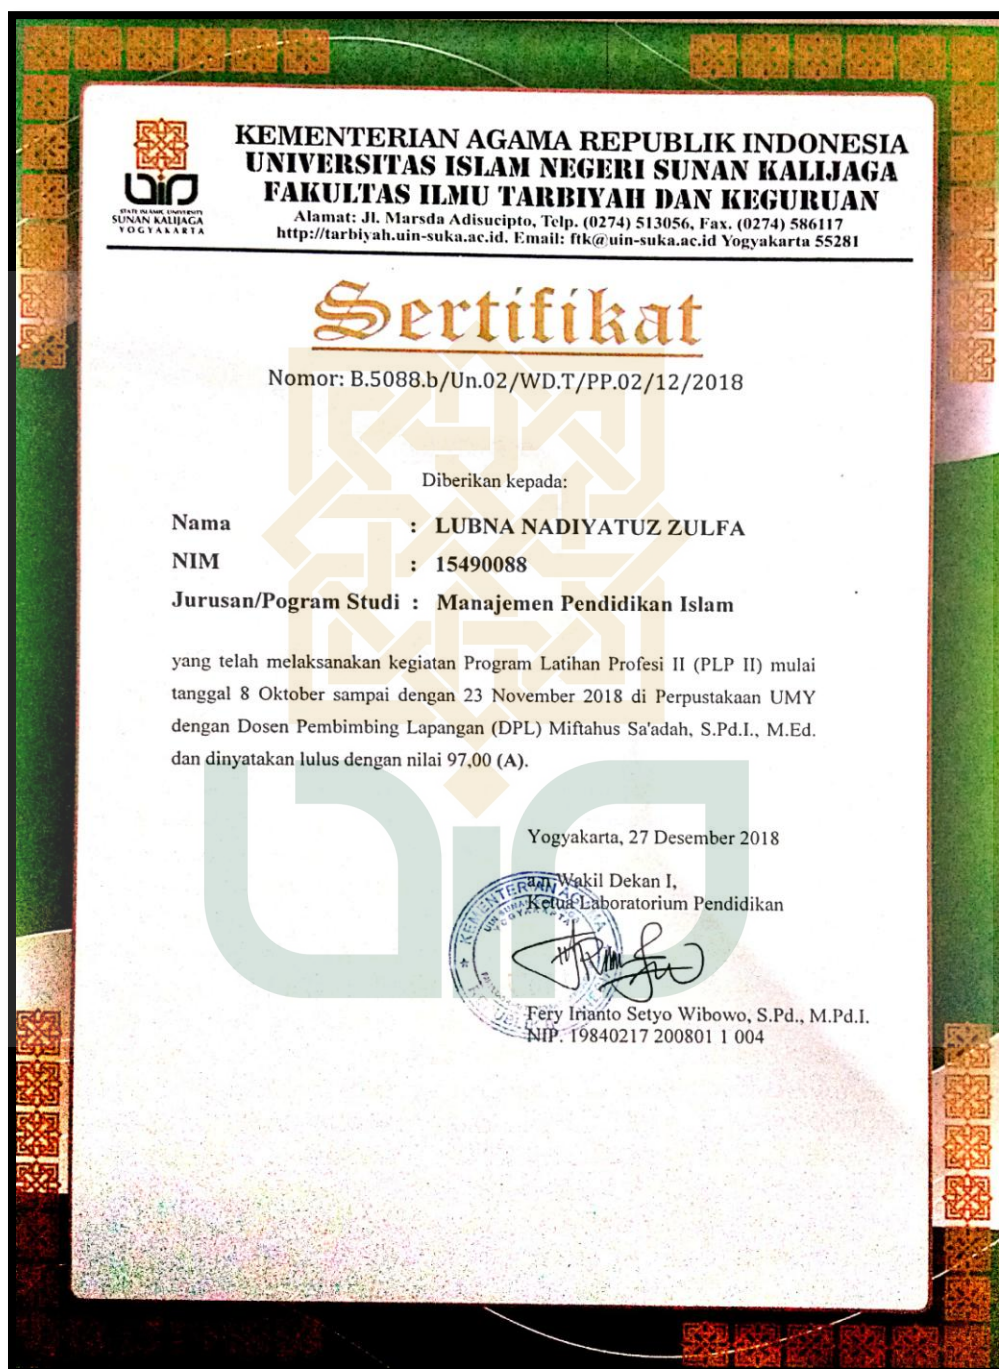 KEMENTERIAN AGAMA REPUBLIK INDONESIA
UNIVERSITAS ISLAM NEGERI SUNAN KALIJAGA
FAKULTAS ILMU TARBIYAH DAN KEGURUAN
Alamat: Jl. Marsda Adisucipto, Telp. (0274) 513056, Fax. (0274) 586117
http://tarbiyah.uin-suka.ac.id. Email: ftk@uin-suka.ac.id Yogyakarta 55281
STATE ISLAMIC UNIVERSITY
SUNAN KALIJAGA
YOGYAKARTA
Sertifikat
Nomor: B.5088.b/Un.02/WD.T/PP.02/12/2018
Diberikan kepada:
Nama : LUBNA NADIYATUZ ZULFA
NIM : 15490088
Jurusan/Pogram Studi : Manajemen Pendidikan Islam
yang telah melaksanakan kegiatan Program Latihan Profesi II (PLP II) mulai
tanggal 8 Oktober sampai dengan 23 November 2018 di Perpustakaan UMY
dengan Dosen Pembimbing Lapangan (DPL) Miftahus Sa'adah, S.Pd.I., M.Ed.
dan dinyatakan lulus dengan nilai 97,00 (A).
Yogyakarta, 27 Desember 2018
a.n. Wakil Dekan I,
Ketua Laboratorium Pendidikan
KEMENTERIAN AGAMA
YOGYAKARTA
Fery Irianto Setyo Wibowo, S.Pd., M.Pd.I.
NIP. 19840217 200801 1 004